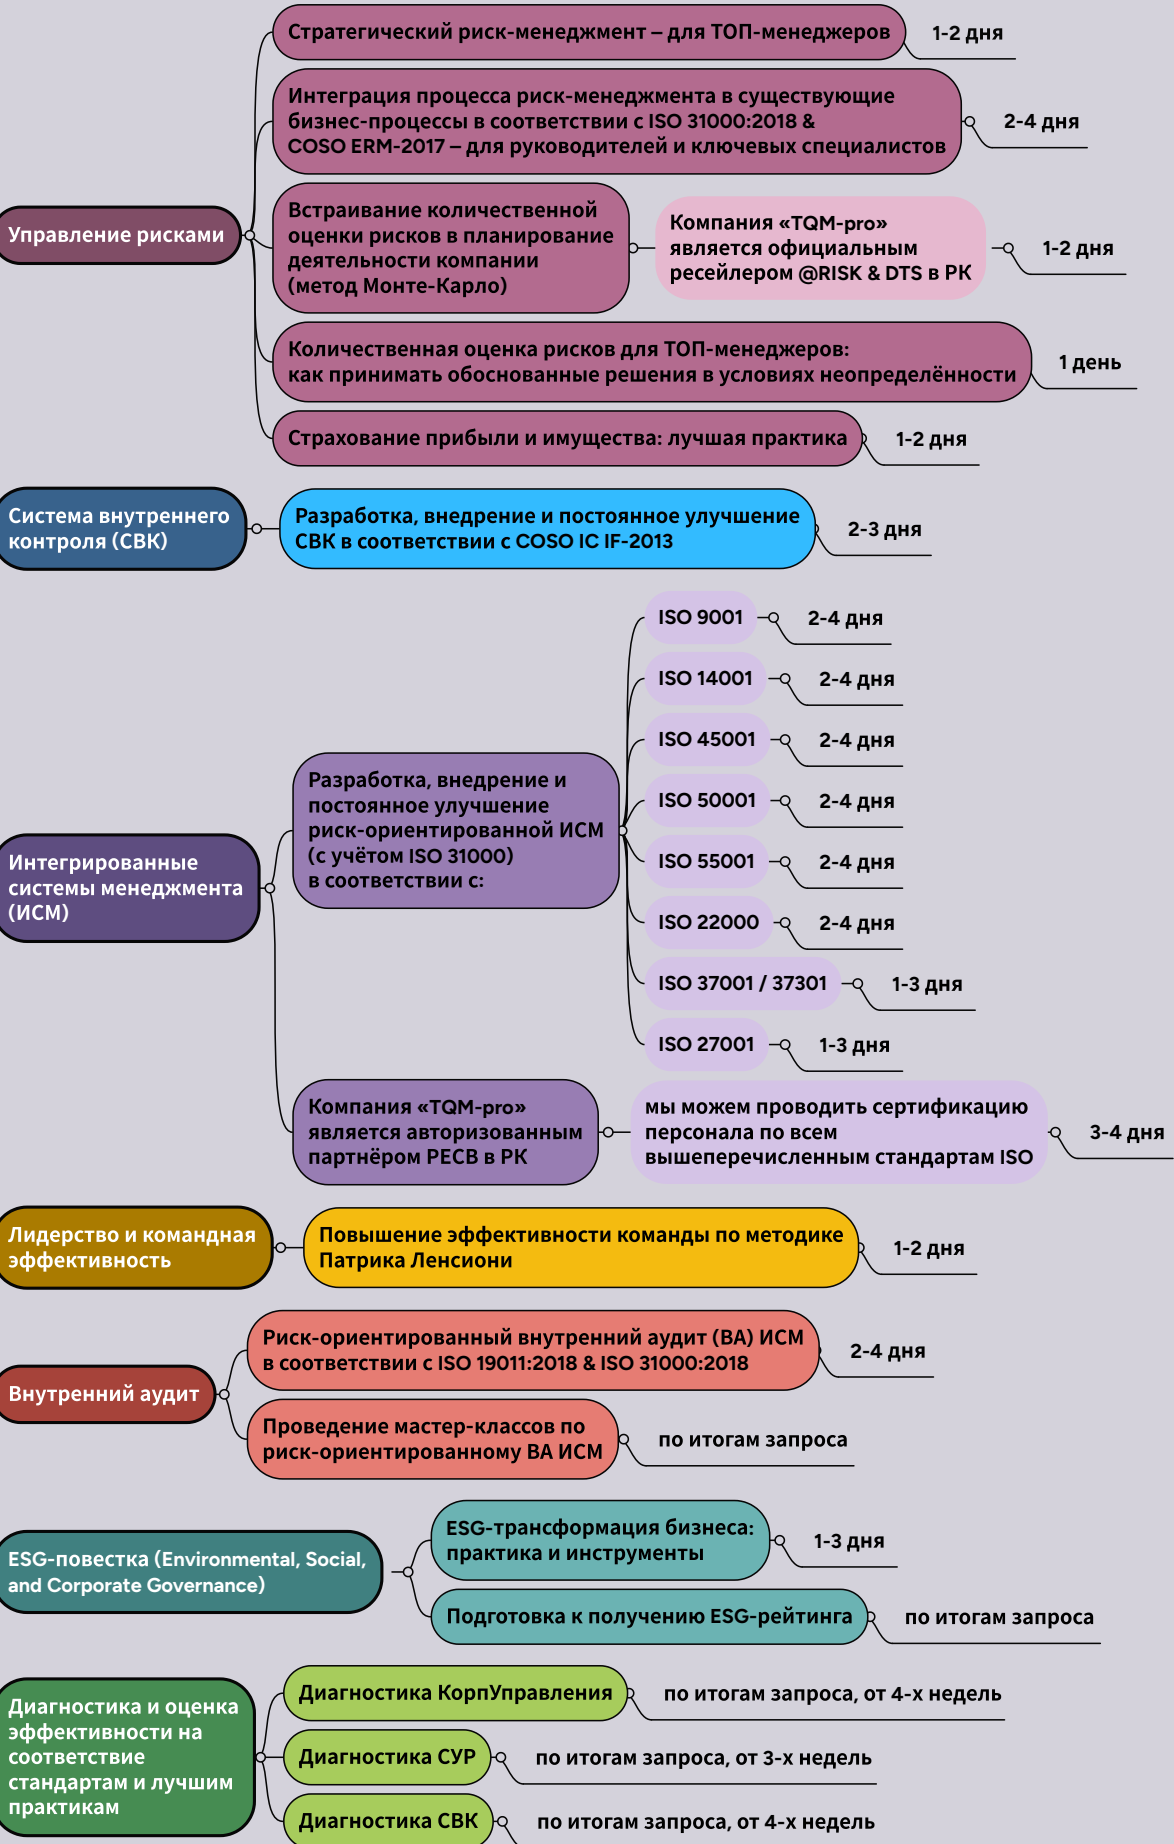 Управление рисками
Стратегический риск-менеджмент – для ТОП-менеджеров
1-2 дня
Интеграция процесса риск-менеджмента в существующие
бизнес-процессы в соответствии с ISO 31000:2018 &
COSO ERM-2017 – для руководителей и ключевых специалистов
2-4 дня
Встраивание количественной
оценки рисков в планирование
деятельности компании
(метод Монте-Карло)
Компания «TQM-pro»
является официальным
ресейлером @RISK & DTS в РК
1-2 дня
Количественная оценка рисков для ТОП-менеджеров:
как принимать обоснованные решения в условиях неопределённости
1 день
Страхование прибыли и имущества: лучшая практика
1-2 дня
Система внутреннего
контроля (СВК)
Разработка, внедрение и постоянное улучшение
СВК в соответствии с COSO IC IF-2013
2-3 дня
Интегрированные
системы менеджмента
(ИСМ)
Разработка, внедрение и
постоянное улучшение
риск-ориентированной ИСМ
(с учётом ISO 31000)
в соответствии с:
ISO 9001
2-4 дня
ISO 14001
2-4 дня
ISO 45001
2-4 дня
ISO 50001
2-4 дня
ISO 55001
2-4 дня
ISO 22000
2-4 дня
ISO 37001 / 37301
1-3 дня
ISO 27001
1-3 дня
Компания «TQM-pro»
является авторизованным
партнёром PECB в РК
мы можем проводить сертификацию
персонала по всем
вышеперечисленным стандартам ISO
3-4 дня
Лидерство и командная
эффективность
Повышение эффективности команды по методике
Патрика Ленсиони
1-2 дня
Внутренний аудит
Риск-ориентированный внутренний аудит (ВА) ИСМ
в соответствии с ISO 19011:2018 & ISO 31000:2018
2-4 дня
Проведение мастер-классов по
риск-ориентированному ВА ИСМ
по итогам запроса
ESG-повестка (Environmental, Social,
and Corporate Governance)
ESG-трансформация бизнеса:
практика и инструменты
1-3 дня
Подготовка к получению ESG-рейтинга
по итогам запроса
Диагностика и оценка
эффективности на
соответствие
стандартам и лучшим
практикам
Диагностика КорпУправления
по итогам запроса, от 4-х недель
Диагностика СУР
по итогам запроса, от 3-х недель
Диагностика СВК
по итогам запроса, от 4-х недель